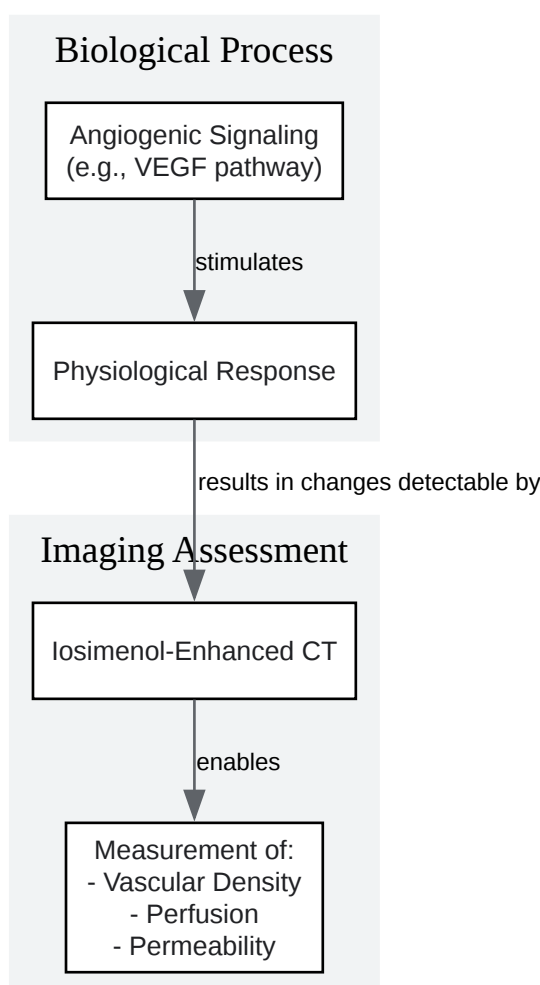 Biological Process
Angiogenic Signaling
(e.g., VEGF pathway)
stimulates
Physiological Response
results in changes detectable by
Imaging Assessment
Iosimenol-Enhanced CT
enables
Measurement of:
- Vascular Density
- Perfusion
- Permeability